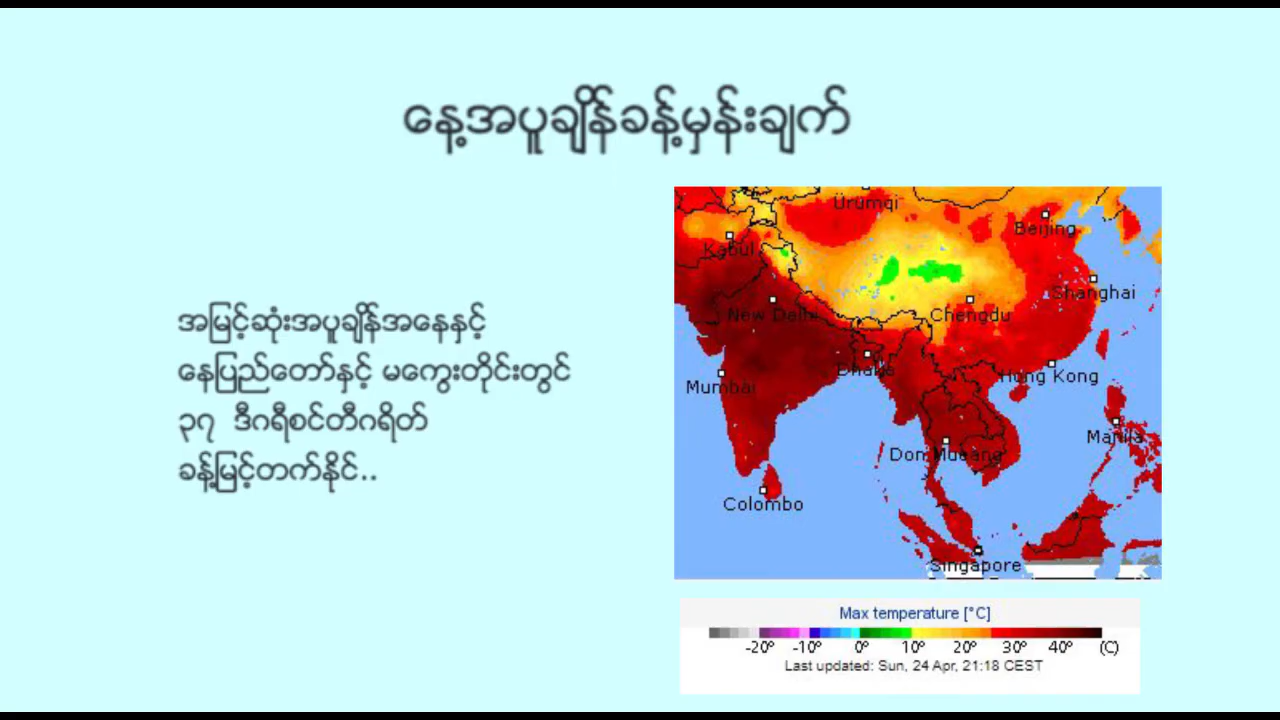 နေ့အပူချိန်ခန့်မှန်းချက်
အမြင့်ဆုံးအပူချိန်အနေနှင့်
နေပြည်တော်နှင့် မကွေးတိုင်းတွင်
၃၇ ဒီဂရီစင်တီဂရိတ်
ခန့်မြင့်တက်နိုင်..
Ürümqi
Beijing
Kabul
Shanghai
New Delhi
Chengdu
Dhaka
Hong Kong
Mumbai
Manila
Don Mueang
Colombo
Singapore
Max temperature [°C]
-20° -10° 0° 10° 20° 30° 40° (C)
Last updated: Sun, 24 Apr, 21:18 CEST